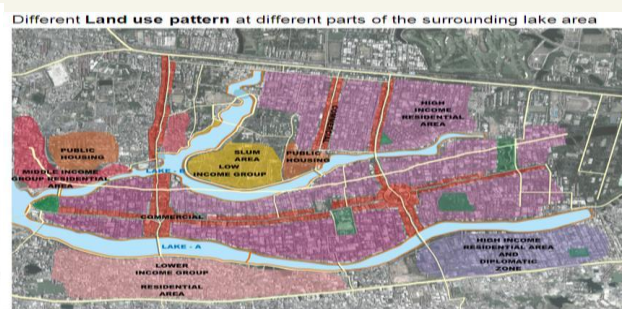 Different Land use pattern at different parts of the surrounding lake area
HIGH
INCOME
RESIDENTIAL
AREA
PUBLIC
HOUSING
SLUM
AREA
LOW
INCOME GROUP
PUBLIC
HOUSING
MIDDLE INCOME
GROUP RESIDENTIAL
AREA
LAKE -
COMMERCIAL
LAKE - A
HIGH INCOME
RESIDENTIAL AREA
AND
DIPLOMATIC
ZONE
LOWER
INCOME GROUP
RESIDENTIAL
AREA